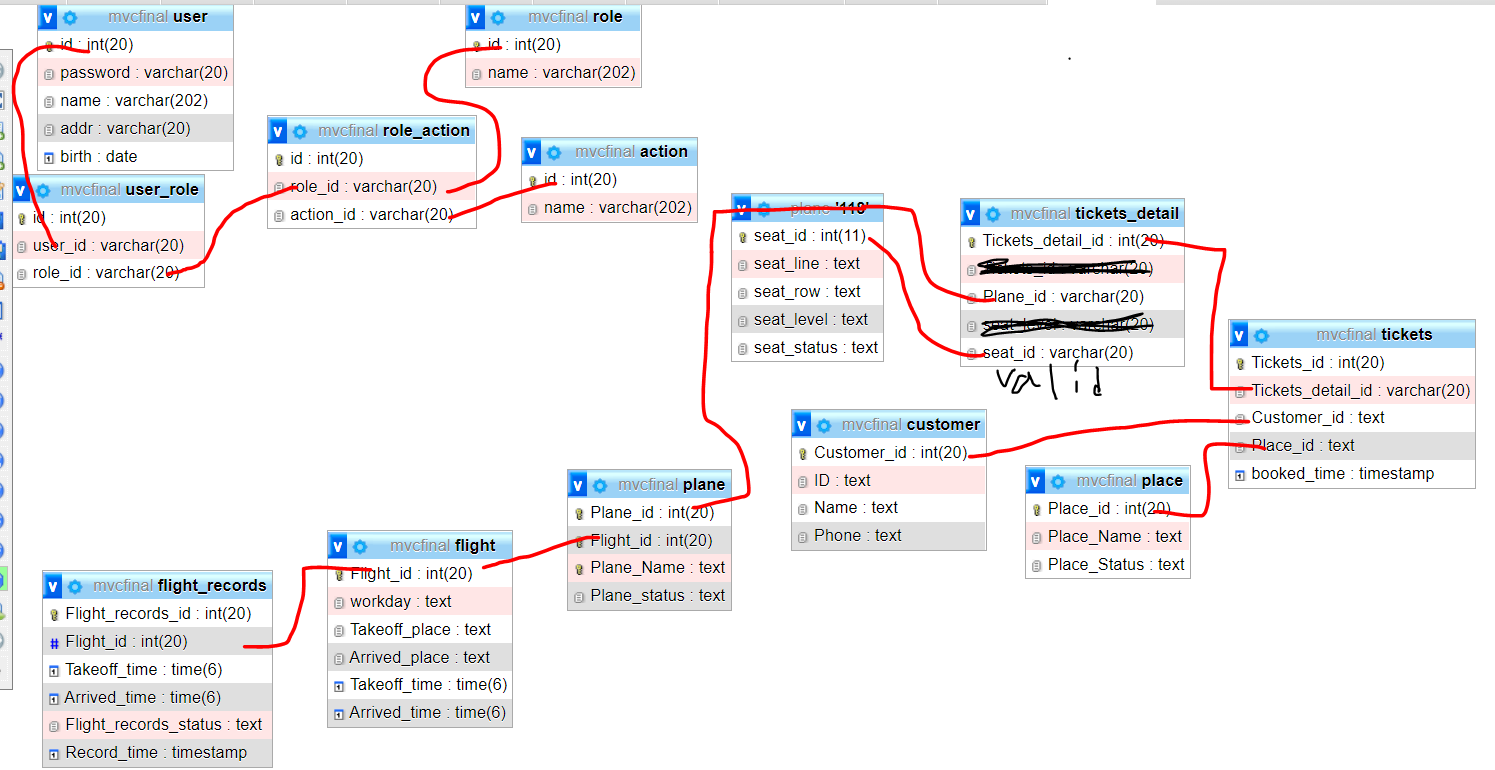 mvcfinal user
id : int(20)
password : varchar(20)
name : varchar(202)
addr : varchar(20)
birth : date
mvcfinal role
id : int(20)
name : varchar(202)
mvcfinal role_action
id : int(20)
role_id : varchar(20)
action_id : varchar(20)
mvcfinal action
id : int(20)
name : varchar(202)
mvcfinal user_role
id : int(20)
user_id : varchar(20)
role_id : varchar(20)
plane '118'
seat_id : int(11)
seat_line : text
seat_row : text
seat_level : text
seat_status : text
mvcfinal tickets_detail
Tickets_detail_id : int(20)
Tickets_id : varchar(20)
Plane_id : varchar(20)
seat_level : varchar(20)
seat_id : varchar(20)
valid
mvcfinal tickets
Tickets_id : int(20)
Tickets_detail_id : varchar(20)
Customer_id : text
Place_id : text
booked_time : timestamp
mvcfinal customer
Customer_id : int(20)
ID : text
Name : text
Phone : text
mvcfinal place
Place_id : int(20)
Place_Name : text
Place_Status : text
mvcfinal plane
Plane_id : int(20)
Flight_id : int(20)
Plane_Name : text
Plane_status : text
mvcfinal flight
Flight_id : int(20)
workday : text
Takeoff_place : text
Arrived_place : text
Takeoff_time : time(6)
Arrived_time : time(6)
mvcfinal flight_records
Flight_records_id : int(20)
Flight_id : int(20)
Takeoff_time : time(6)
Arrived_time : time(6)
Flight_records_status : text
Record_time : timestamp